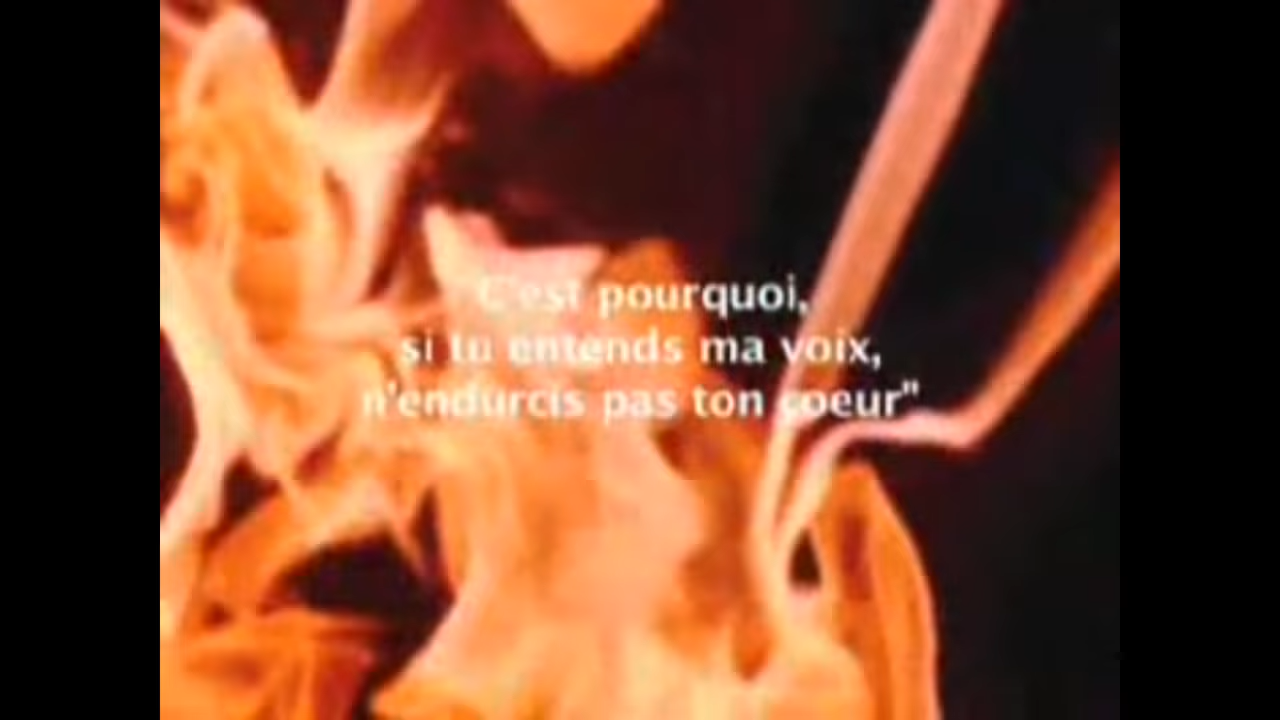 C'est pourquoi,
si tu entends ma voix,
n'endurcis pas ton coeur"